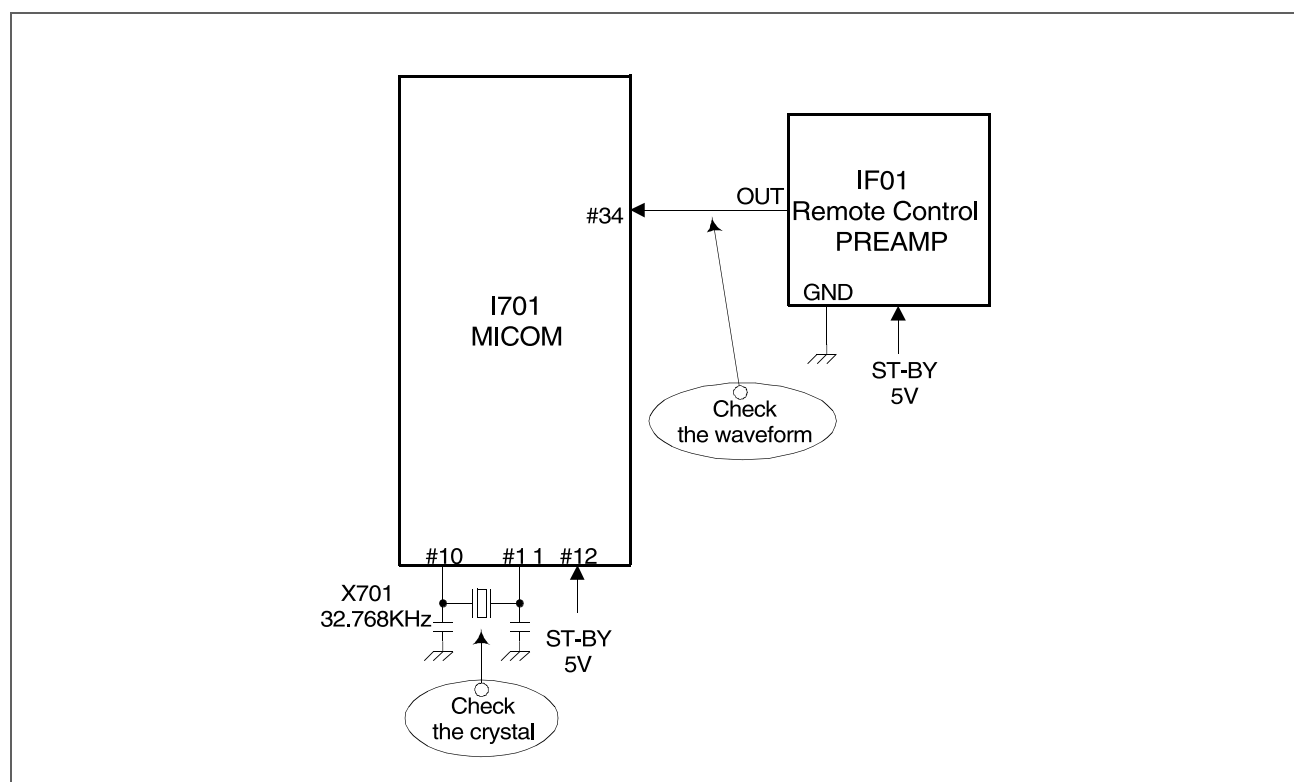 IF01
Remote Control
PREAMP
OUT
#34
GND
I701
MICOM
ST-BY
5V
Check
the waveform
#10
#1 1
#12
X701
32.768KHz
ST-BY
5V
Check
the crystal